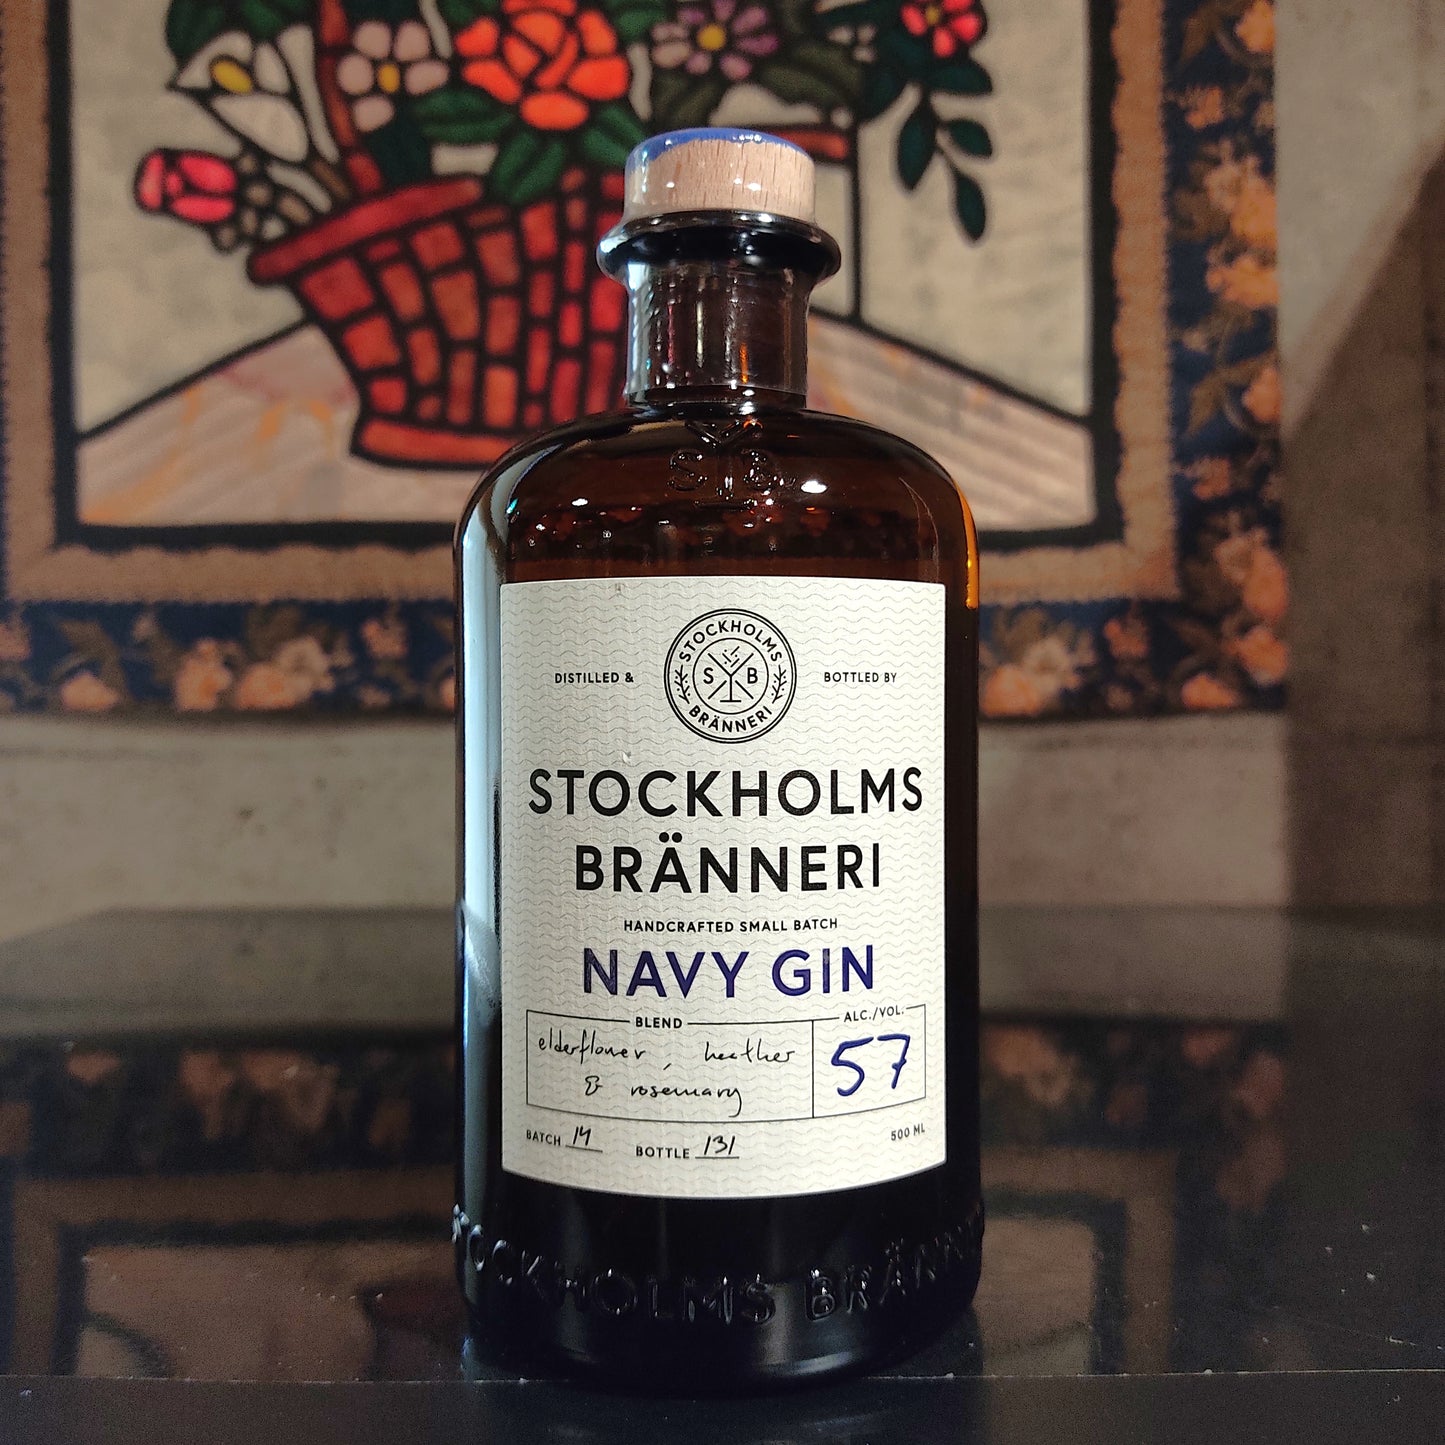 S B
STOCKHOLMS
S B
BRÄNNERI
DISTILLED & BOTTLED BY
STOCKHOLMS
BRÄNNERI
HANDCRAFTED SMALL BATCH
NAVY GIN
BLEND ALC./VOL.
elderflower, heather
& rosemary
57
BATCH 14 BOTTLE 131 500 ML
STOCKHOLMS BRÄNN